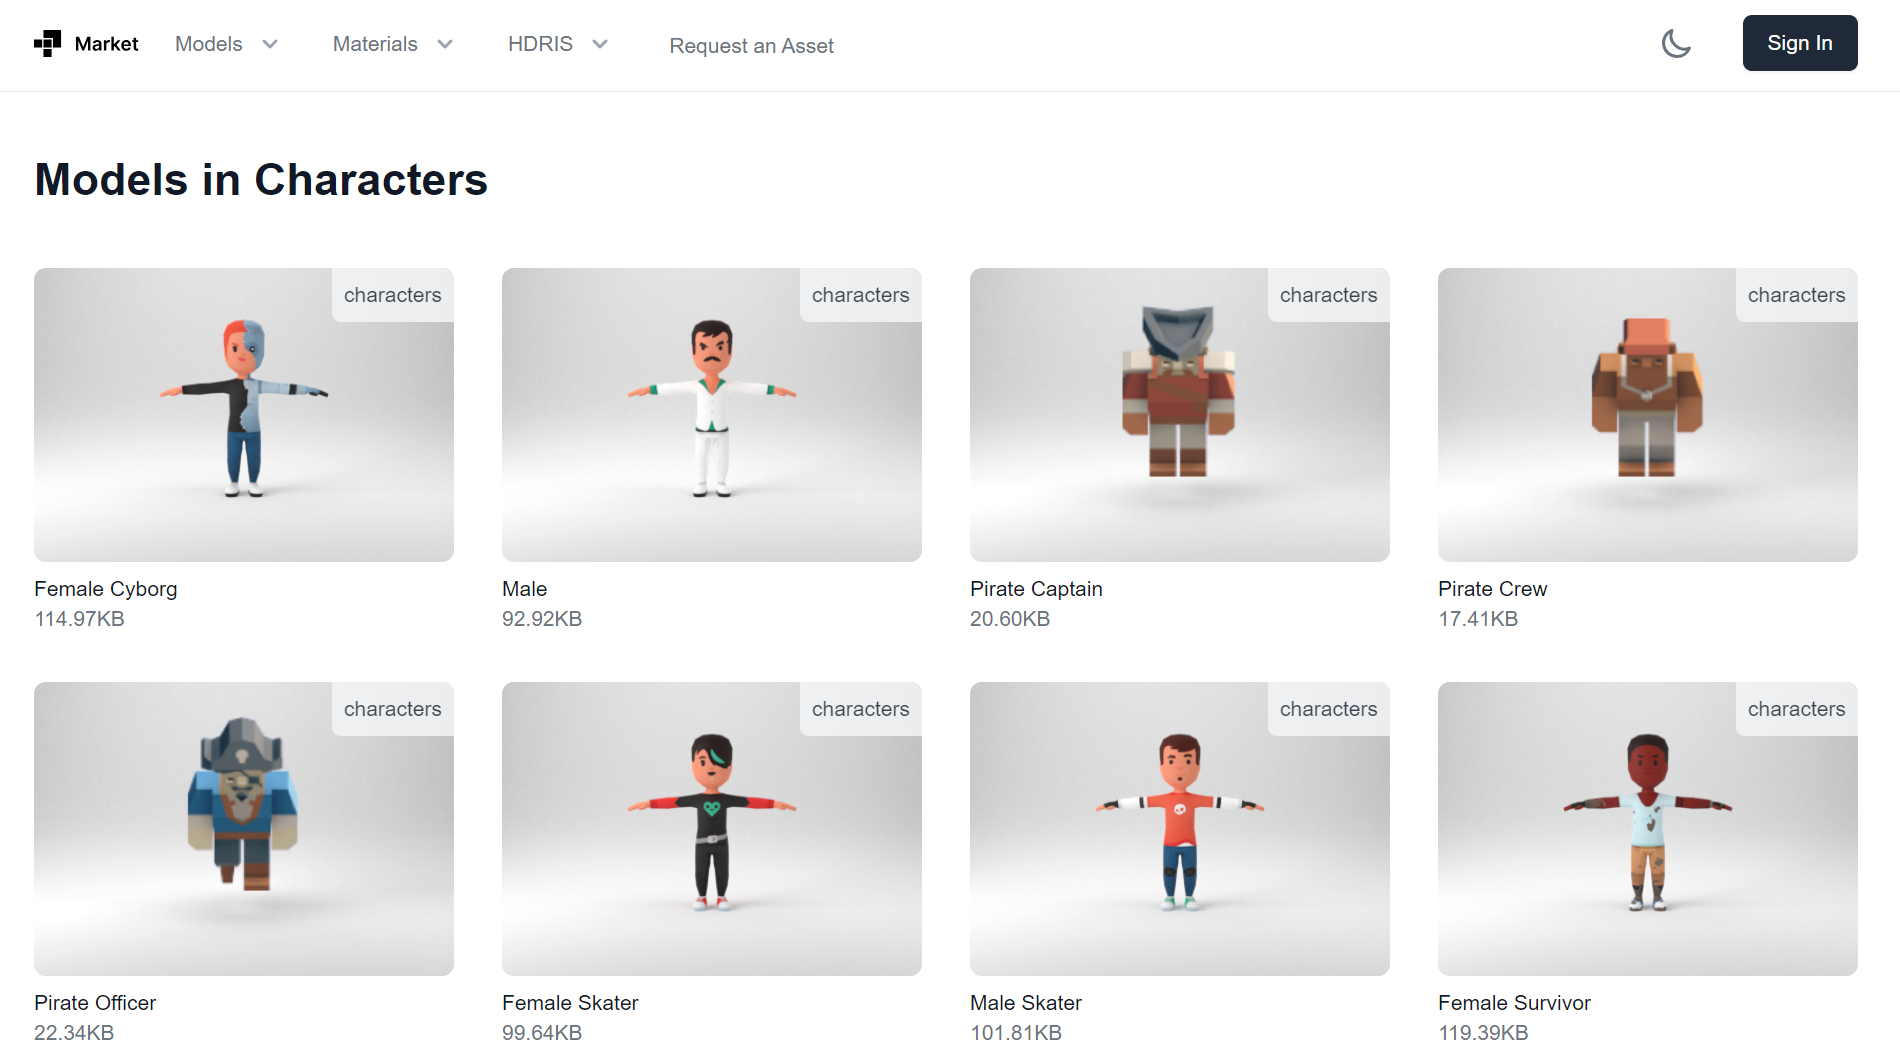 Market Models Materials HDRIS Request an Asset Sign In
Models in Characters
characters characters characters characters
Female Cyborg Male Pirate Captain Pirate Crew
114.97KB 92.92KB 20.60KB 17.41KB
characters characters characters characters
Pirate Officer Female Skater Male Skater Female Survivor
22.34KB 99.64KB 101.81KB 119.39KB